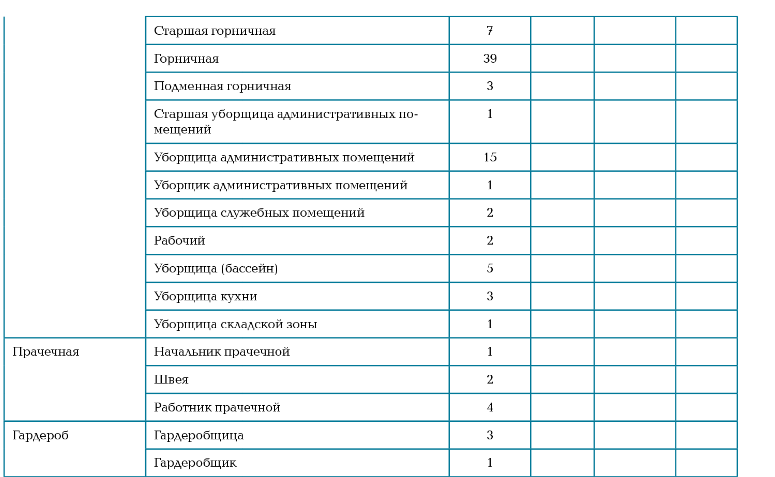 Старшая горничная 7
Горничная 39
Подменная горничная 3
Старшая уборщица административных по- 1
мещений
Уборщица административных помещений 15
Уборщик административных помещений 1
Уборщица служебных помещений 2
Рабочий 2
Уборщица (бассейн) 5
Уборщица кухни 3
Уборщица складской зоны 1
Прачечная Начальник прачечной 1
Швея 2
Работник прачечной 4
Гардероб Гардеробщица 3
Гардеробщик 1